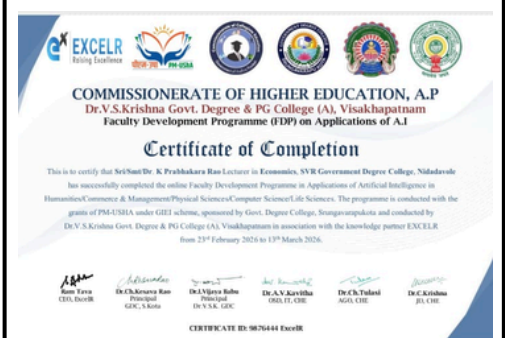 EXCELR
Raising Excellence
PM-USHA
COMMISSIONERATE OF HIGHER EDUCATION, A.P
Dr.V.S.Krishna Govt. Degree & PG College (A), Visakhapatnam
Faculty Development Programme (FDP) on Applications of A.I
Certificate of Completion
This is to certify that Sri/Smt/Dr. K Prabhakara Rao Lecturer in Economics, SVR Government Degree College, Nidadavole
has successfully completed the online Faculty Development Programme in Applications of Artificial Intelligence in
Humanities/Commerce & Management/Physical Sciences/Computer Science/Life Sciences. The programme is conducted with the
grants of PM-USHA under GIEI scheme, sponsored by Govt. Degree College, Srungavarapukota and conducted by
Dr.V.S.Krishna Govt. Degree & PG College (A), Visakhapatnam in association with the knowledge partner EXCELR
from 23rd February 2026 to 13th March 2026.
Ram Tava
CEO, ExcelR
Dr.Ch.Kesava Rao
Principal
GDC, S.Kota
Dr.I.Vijaya Babu
Principal
Dr V.S.K. GDC
Dr.A.V.Kavitha
OSD, IT, CHE
Dr.Ch.Tulasi
AGO, CHE
Dr.C.Krishna
JD, CHE
CERTIFICATE ID: 9876444 ExcelR